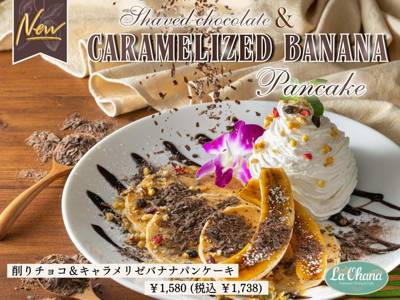 New
Shaved chocolate &
CARAMELIZED BANANA
Pancake
削りチョコ＆キャラメリゼバナナパンケーキ
￥1,580 (税込 ￥1,738)
La'Ohana